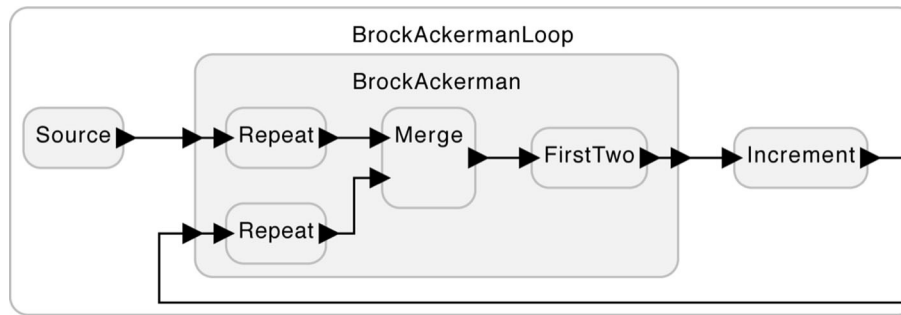 BrockAckermanLoop
BrockAckerman
Source
Repeat
Merge
FirstTwo
Increment
Repeat